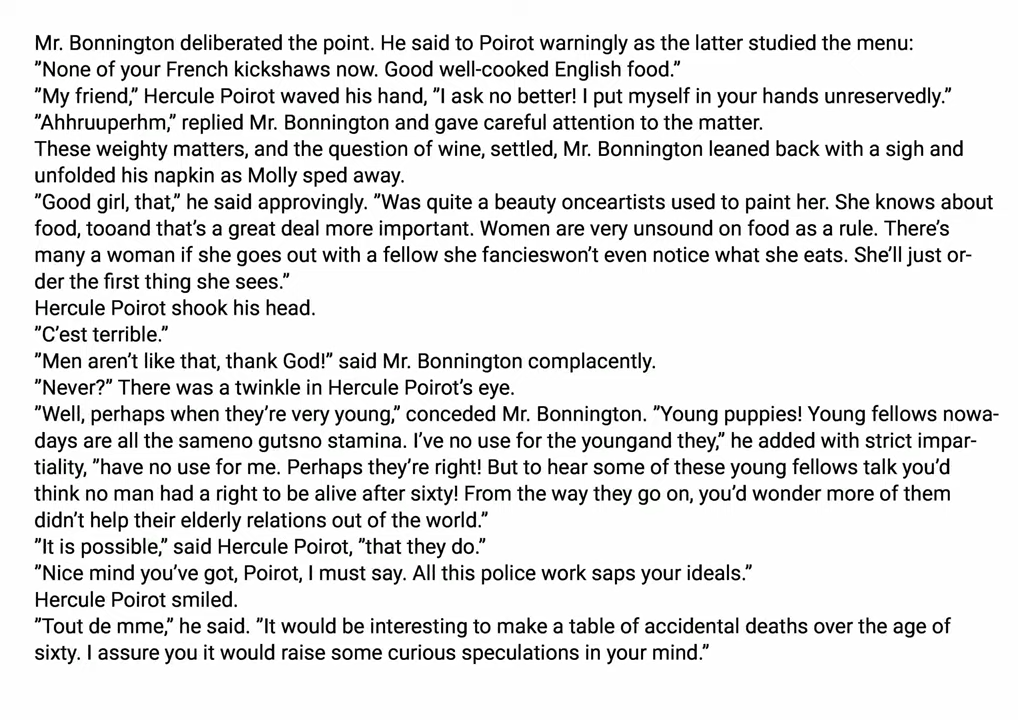 Mr. Bonnington deliberated the point. He said to Poirot warningly as the latter studied the menu:
”None of your French kickshaws now. Good well-cooked English food.”
”My friend,” Hercule Poirot waved his hand, ”I ask no better! I put myself in your hands unreservedly.”
”Ahhruuperhm,” replied Mr. Bonnington and gave careful attention to the matter.
These weighty matters, and the question of wine, settled, Mr. Bonnington leaned back with a sigh and
unfolded his napkin as Molly sped away.
”Good girl, that,” he said approvingly. ”Was quite a beauty onceartists used to paint her. She knows about
food, tooand that’s a great deal more important. Women are very unsound on food as a rule. There’s
many a woman if she goes out with a fellow she fancieswon’t even notice what she eats. She’ll just or-
der the first thing she sees.”
Hercule Poirot shook his head.
”C’est terrible.”
”Men aren’t like that, thank God!” said Mr. Bonnington complacently.
”Never?” There was a twinkle in Hercule Poirot’s eye.
”Well, perhaps when they’re very young,” conceded Mr. Bonnington. ”Young puppies! Young fellows nowa-
days are all the sameno gutsno stamina. I’ve no use for the youngand they,” he added with strict impar-
tiality, ”have no use for me. Perhaps they’re right! But to hear some of these young fellows talk you’d
think no man had a right to be alive after sixty! From the way they go on, you’d wonder more of them
didn’t help their elderly relations out of the world.”
”It is possible,” said Hercule Poirot, ”that they do.”
”Nice mind you’ve got, Poirot, I must say. All this police work saps your ideals.”
Hercule Poirot smiled.
”Tout de mme,” he said. ”It would be interesting to make a table of accidental deaths over the age of
sixty. I assure you it would raise some curious speculations in your mind.”